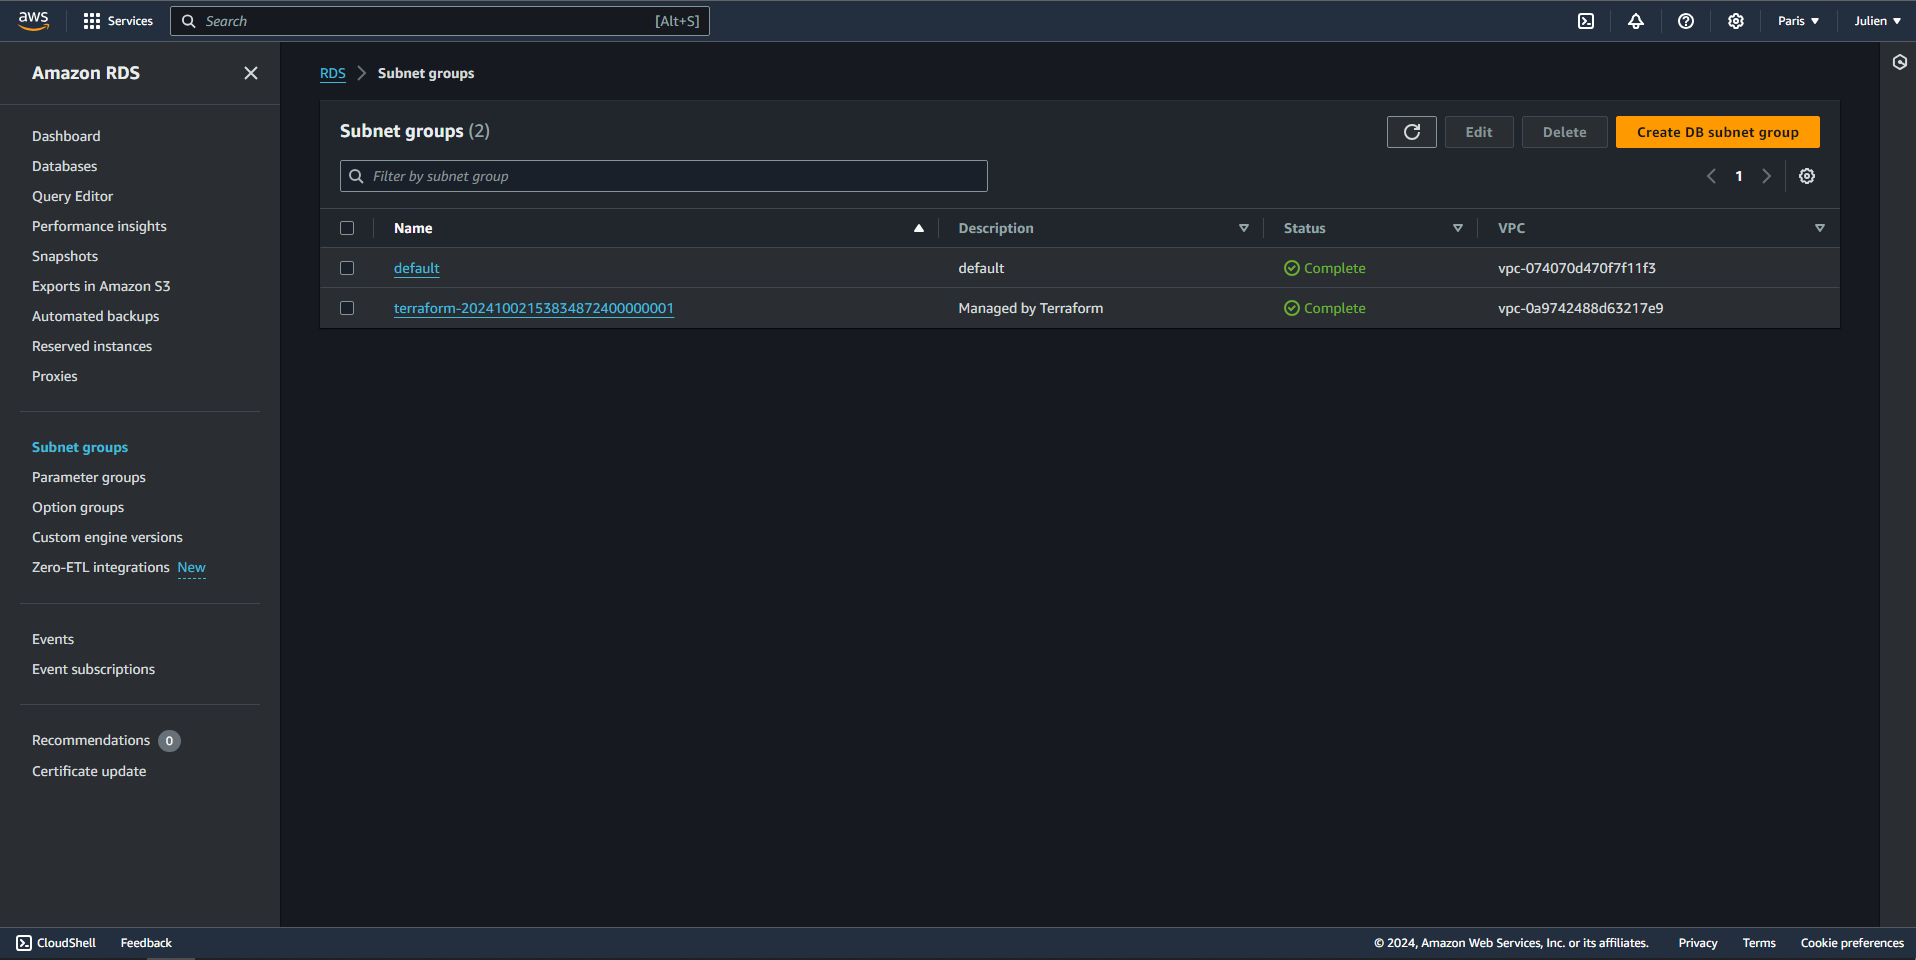 aws Services Search [Alt+S] Paris ▼ Julien ▼
Amazon RDS
Dashboard
Databases
Query Editor
Performance insights
Snapshots
Exports in Amazon S3
Automated backups
Reserved instances
Proxies
Subnet groups
Parameter groups
Option groups
Custom engine versions
Zero-ETL integrations New
Events
Event subscriptions
Recommendations 0
Certificate update
RDS > Subnet groups
Subnet groups (2) Edit Delete Create DB subnet group
Filter by subnet group < 1 >
Name Description Status VPC
default default Complete vpc-074070d470f7f11f3
terraform-20241002153834872400000001 Managed by Terraform Complete vpc-0a9742488d63217e9
CloudShell Feedback © 2024, Amazon Web Services, Inc. or its affiliates. Privacy Terms Cookie preferences